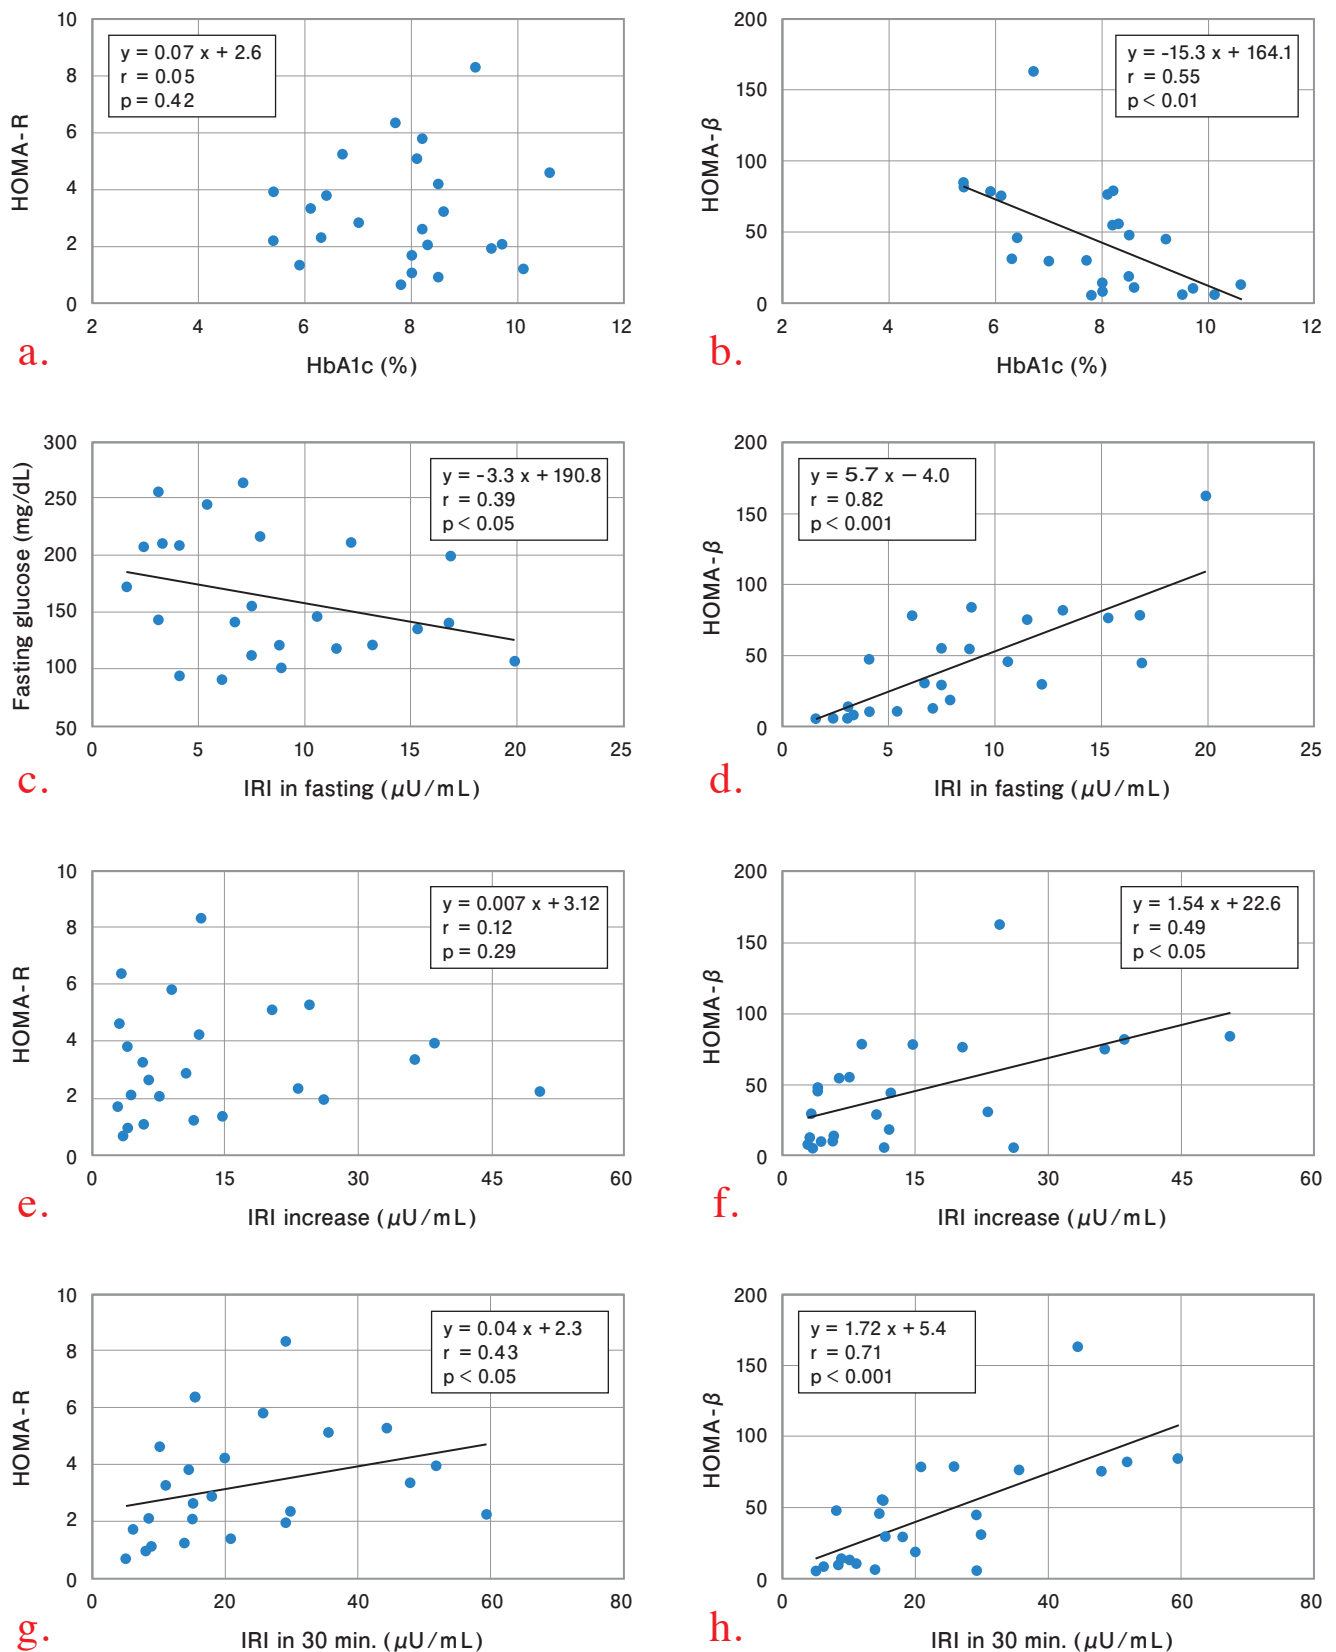 10
8
6
4
2
0
HOMA-R
y = 0.07 x + 2.6
r = 0.05
p = 0.42
2 4 6 8 10 12
HbA1c (%)
a.
200
150
100
50
0
HOMA-β
y = -15.3 x + 164.1
r = 0.55
p < 0.01
2 4 6 8 10 12
HbA1c (%)
b.
300
250
200
150
100
50
Fasting glucose (mg/dL)
y = -3.3 x + 190.8
r = 0.39
p < 0.05
0 5 10 15 20 25
IRI in fasting (μU/mL)
c.
200
150
100
50
0
HOMA-β
y = 5.7 x − 4.0
r = 0.82
p < 0.001
0 5 10 15 20 25
IRI in fasting (μU/mL)
d.
10
8
6
4
2
0
HOMA-R
y = 0.007 x + 3.12
r = 0.12
p = 0.29
0 15 30 45 60
IRI increase (μU/mL)
e.
200
150
100
50
0
HOMA-β
y = 1.54 x + 22.6
r = 0.49
p < 0.05
0 15 30 45 60
IRI increase (μU/mL)
f.
10
8
6
4
2
0
HOMA-R
y = 0.04 x + 2.3
r = 0.43
p < 0.05
0 20 40 60 80
IRI in 30 min. (μU/mL)
g.
200
150
100
50
0
HOMA-β
y = 1.72 x + 5.4
r = 0.71
p < 0.001
0 20 40 60 80
IRI in 30 min. (μU/mL)
h.